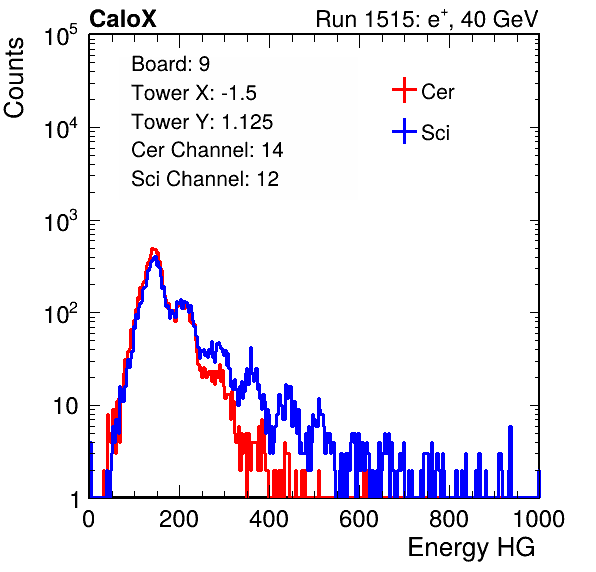 CaloX Run 1515: e⁺, 40 GeV
Counts
Board: 9
Tower X: -1.5
Tower Y: 1.125
Cer Channel: 14
Sci Channel: 12
Cer
Sci
10⁵
10⁴
10³
10²
10
1
0 200 400 600 800 1000
Energy HG